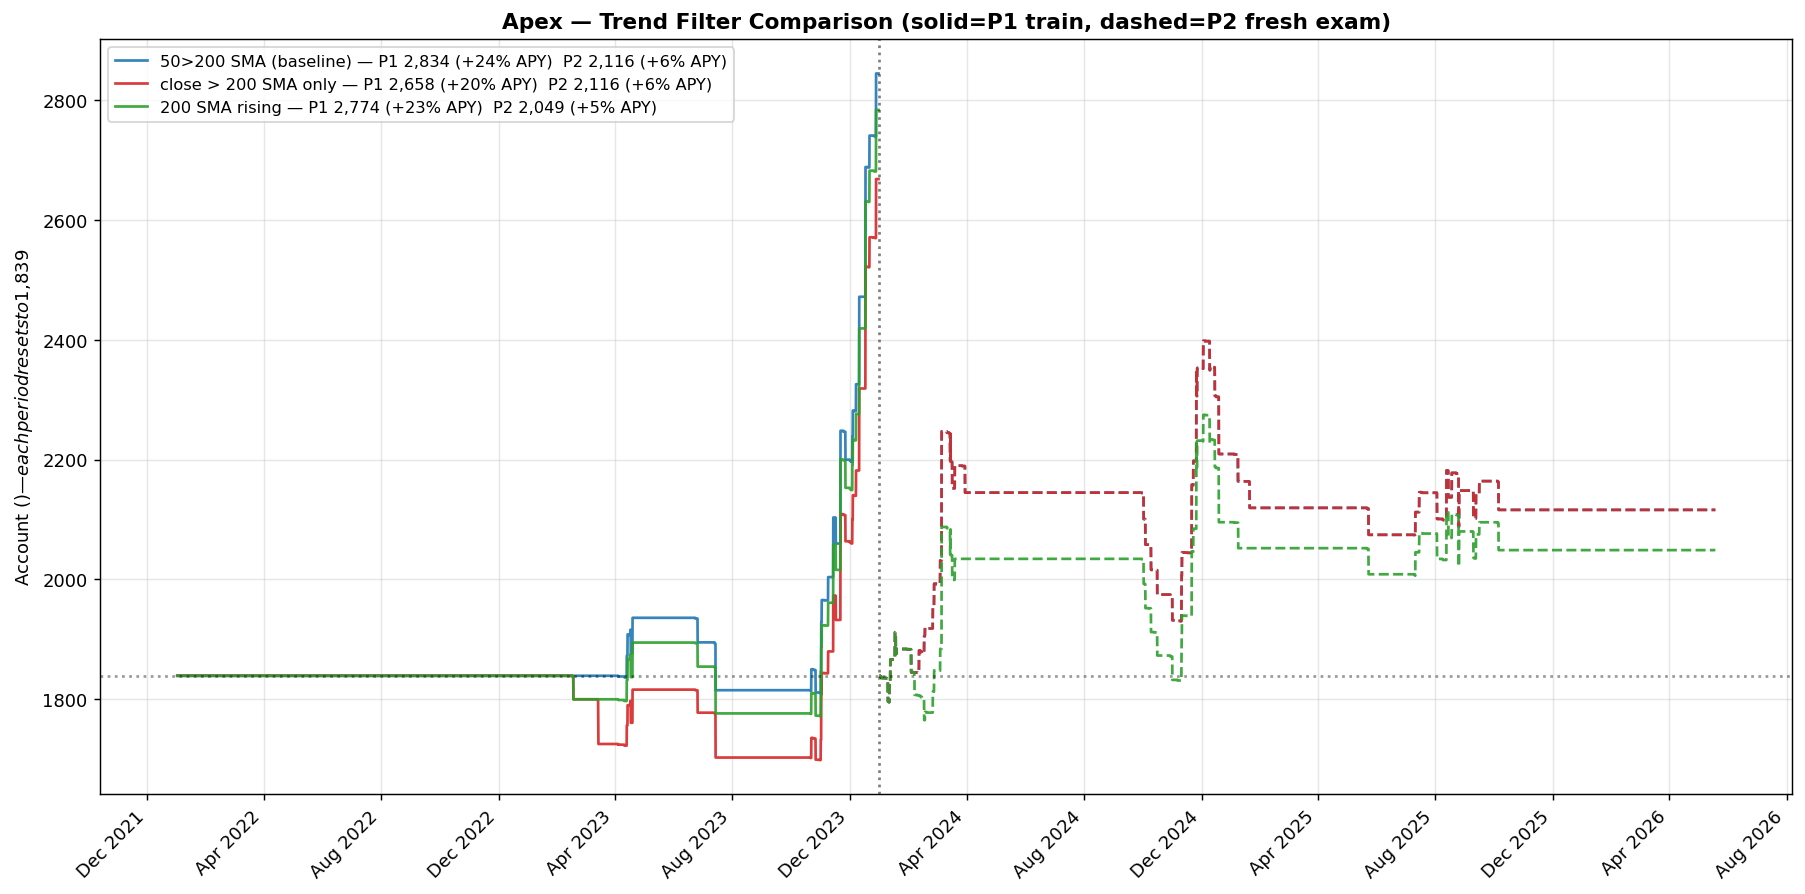 Apex — Trend Filter Comparison (solid=P1 train, dashed=P2 fresh exam)
50>200 SMA (baseline) — P1 2,834 (+24% APY)  P2 2,116 (+6% APY)
close > 200 SMA only — P1 2,658 (+20% APY)  P2 2,116 (+6% APY)
200 SMA rising — P1 2,774 (+23% APY)  P2 2,049 (+5% APY)
Account ()—eachperiodresetsto1,839
2800
2600
2400
2200
2000
1800
Dec 2021
Apr 2022
Aug 2022
Dec 2022
Apr 2023
Aug 2023
Dec 2023
Apr 2024
Aug 2024
Dec 2024
Apr 2025
Aug 2025
Dec 2025
Apr 2026
Aug 2026